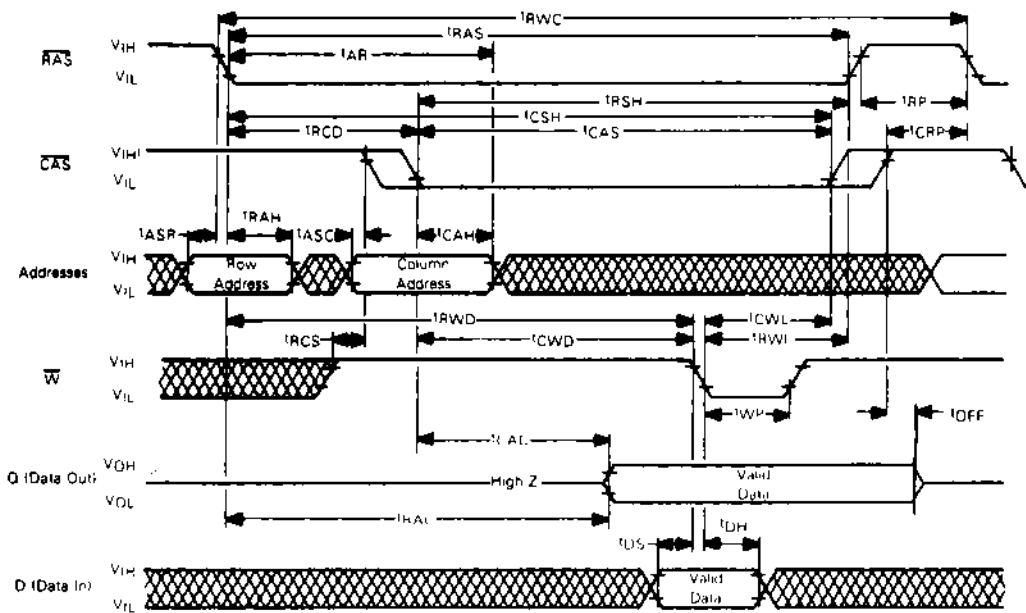 tRWC
tRAS
tAR
RAS
VIH
VIL
tRSH
tRP
tCSH
tRCD
tCAS
tCRP
CAS
VIH
VIL
tASR
tRAH
tASC
tCAH
Addresses
VIH
VIL
Row
Address
Column
Address
tRWD
tCWL
tRCS
tCWD
tRWL
W
VIH
VIL
tWP
tOFF
tCAC
Q (Data Out)
VOH
VOL
High Z
Valid
Data
tRAC
tDS
tDH
D (Data In)
VIH
VIL
Valid
Data